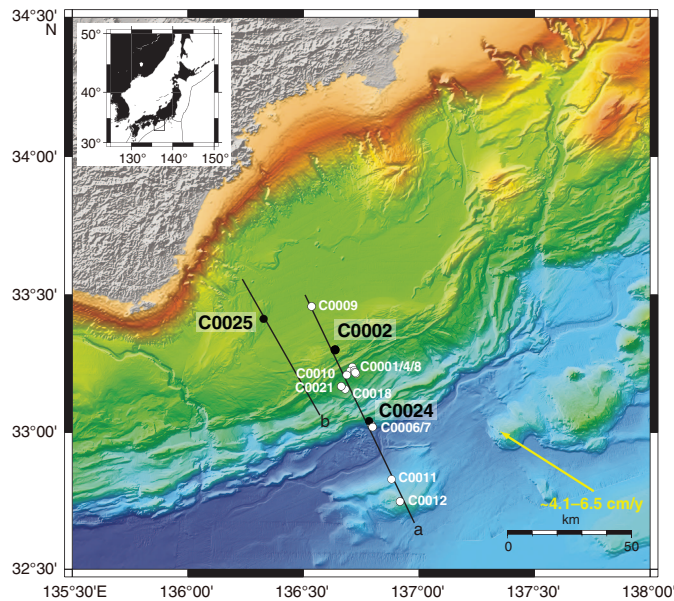 34°30'
N
50°
40°
30°
130°
140°
150°
34°00'
33°30'
C0009
C0025
C0002
C0001/4/8
C0010
C0021
C0018
C0024
C0006/7
b
33°00'
C0011
~4.1–6.5 cm/y
C0012
km
a
0
50
32°30'
135°30'E
136°00'
136°30'
137°00'
137°30'
138°00'